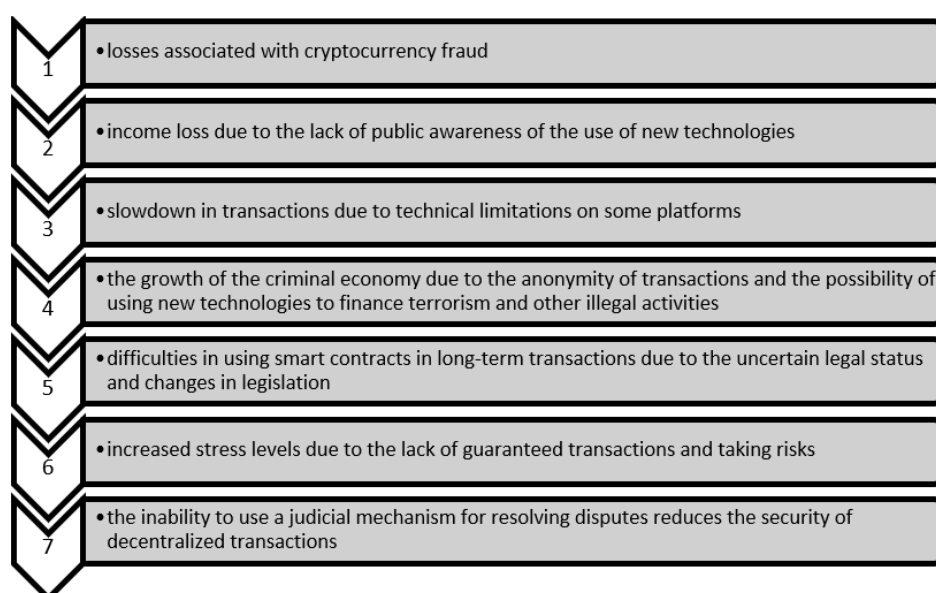 1
• losses associated with cryptocurrency fraud
2
• income loss due to the lack of public awareness of the use of new technologies
3
• slowdown in transactions due to technical limitations on some platforms
4
• the growth of the criminal economy due to the anonymity of transactions and the possibility of
using new technologies to finance terrorism and other illegal activities
5
• difficulties in using smart contracts in long-term transactions due to the uncertain legal status
and changes in legislation
6
• increased stress levels due to the lack of guaranteed transactions and taking risks
7
• the inability to use a judicial mechanism for resolving disputes reduces the security of
decentralized transactions